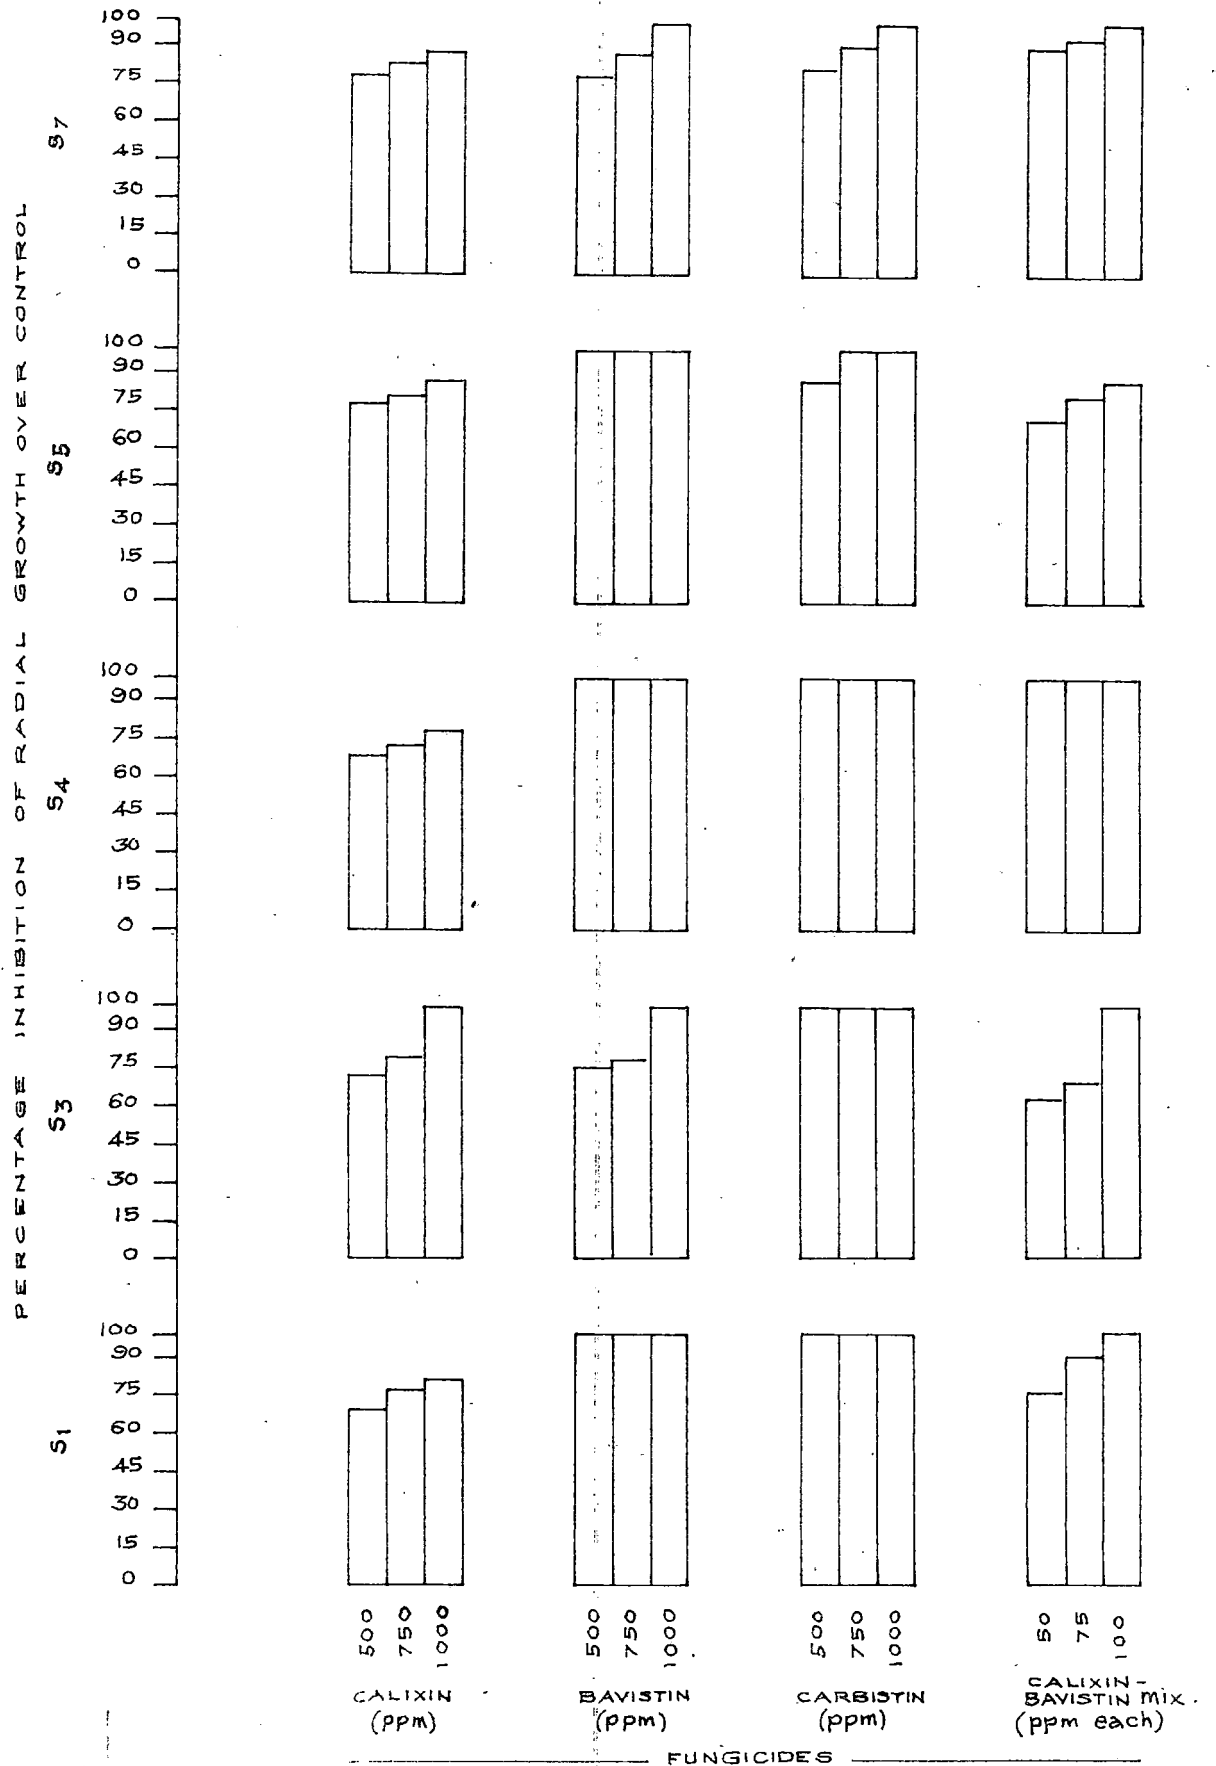 PERCENTAGE INHIBITION OF RADIAL GROWTH OVER CONTROL
S7
100
90
75
60
45
30
15
0
S5
100
90
75
60
45
30
15
0
S4
100
90
75
60
45
30
15
0
S3
100
90
75
60
45
30
15
0
S1
100
90
75
60
45
30
15
0
500 750 1000 500 750 1000 500 750 1000 50 75 100
CALIXIN
(ppm)
BAVISTIN
(ppm)
CARBISTIN
(ppm)
CALIXIN-
BAVISTIN mix.
(ppm each)
FUNGICIDES